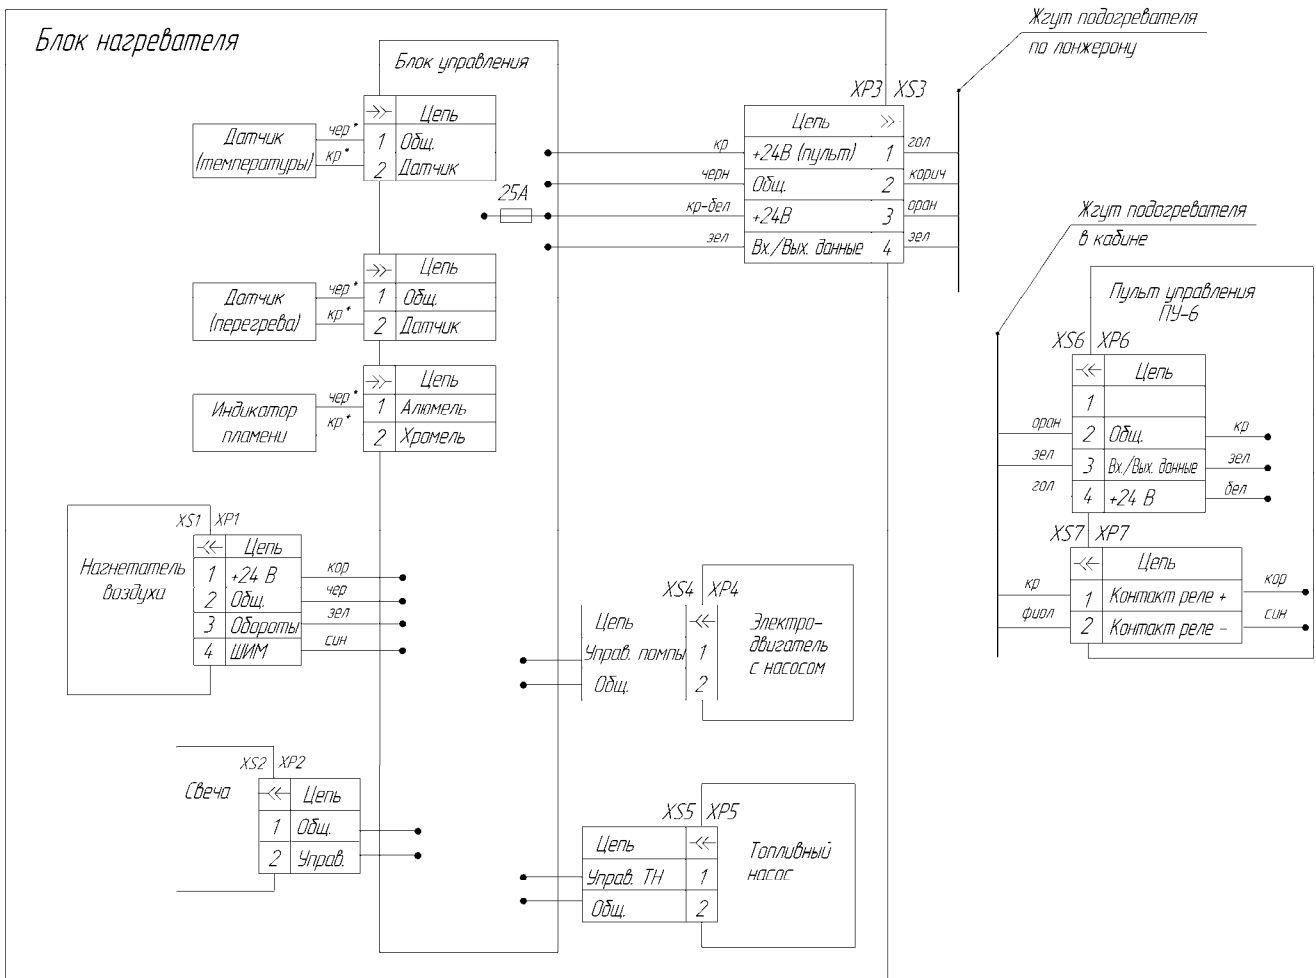 Блок нагревателя
Блок управления
Цепь
1 Общ.
2 Датчик
Датчик
(температуры)
чер*
кр*
25А
Цепь
1 Общ.
2 Датчик
Датчик
(перегрева)
чер*
кр*
Цепь
1 Алюмель
2 Хромель
Индикатор
пламени
чер*
кр*
XS1 XP1
Нагнетатель
воздуха
Цепь
1 +24 В кор
2 Общ. чер
3 Обороты зел
4 ШИМ син
XS2 XP2
Свеча
Цепь
1 Общ.
2 Управ.
XP3 XS3
Цепь
кр +24В (пульт) 1 гол
черн Общ. 2 корич
кр-бел +24В 3 оран
зел Вх./Вых. данные 4 зел
XS4 XP4
Цепь
Управ. помпы 1
Общ. 2
Электро-
двигатель
с насосом
XS5 XP5
Цепь
Управ. ТН 1
Общ. 2
Топливный
насос
Жгут подогревателя
по лонжерону
Жгут подогревателя
в кабине
Пульт управления
ПУ-6
XS6 XP6
Цепь
1
оран 2 Общ. кр
зел 3 Вх./Вых. данные зел
гол 4 +24 В бел
XS7 XP7
Цепь
кр 1 Контакт реле + кор
фиол 2 Контакт реле – син